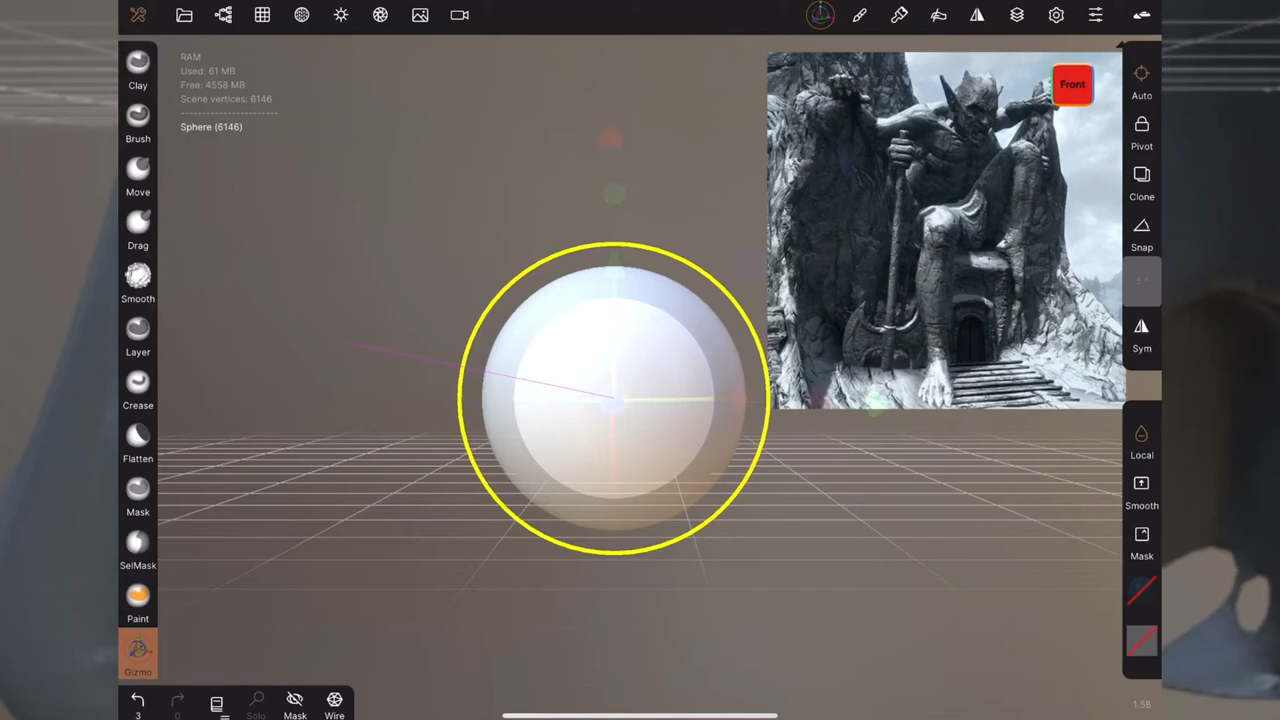 RAM
Used: 61 MB
Free: 4558 MB
Scene vertices: 6146
Sphere (6146)
Front
Clay
Brush
Move
Drag
Smooth
Layer
Crease
Flatten
Mask
SelMask
Paint
Gizmo
Auto
Pivot
Clone
Snap
5°
Sym
Local
Smooth
Mask
3
0
Solo
Mask
Wire
1.58